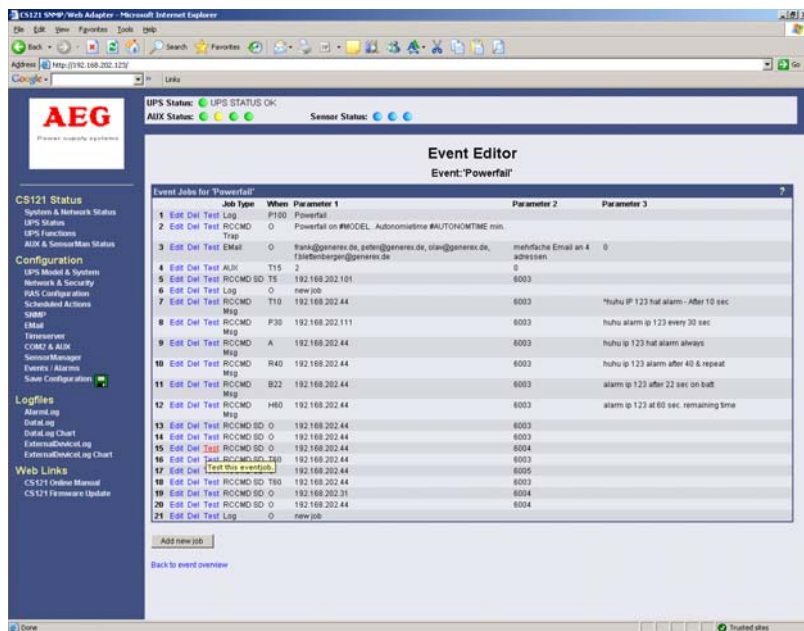 CS121 SNMP/Web Adapter - Microsoft Internet Explorer
File Edit View Favorites Tools Help
Back Search Favorites
Address http://192.168.202.123/ Go
Google Links
AEG
Power supply systems
UPS Status: UPS STATUS OK
AUX Status: Sensor Status:
CS121 Status
System & Network Status
UPS Status
UPS Functions
AUX & SensorMan Status
Configuration
UPS Model & System
Network & Security
RAS Configuration
Scheduled Actions
SNMP
EMail
Timeserver
COM2 & AUX
SensorManager
Events / Alarms
Save Configuration
Logfiles
AlarmLog
DataLog
DataLog Chart
ExternalDeviceLog
ExternalDeviceLog Chart
Web Links
CS121 Online Manual
CS121 Firmware Update
Event Editor
Event:'Powerfail'
Event Jobs for 'Powerfail' ?
Job Type When Parameter 1 Parameter 2 Parameter 3
1 Edit Del Test Log P100 Powerfail
2 Edit Del Test RCCMD Trap O Powerfail on #MODEL. Autonomietime #AUTONOMTIME min.
3 Edit Del Test EMail O frank@generex.de, peter@generex.de, olav@generex.de, f.blettenberger@generex.de mehrfache Email an 4 adressen 0
4 Edit Del Test AUX T15 2 0
5 Edit Del Test RCCMD SD T5 192.168.202.101 6003
6 Edit Del Test Log O new job
7 Edit Del Test RCCMD Msg T10 192.168.202.44 6003 "huhu IP 123 hat alarm - After 10 sec
8 Edit Del Test RCCMD Msg P30 192.168.202.111 6003 huhu alarm ip 123 every 30 sec
9 Edit Del Test RCCMD Msg A 192.168.202.44 6003 huhu ip 123 hat alarm always
10 Edit Del Test RCCMD Msg R40 192.168.202.44 6003 huhu ip 123 alarm after 40 & repeat
11 Edit Del Test RCCMD Msg B22 192.168.202.44 6003 alarm ip 123 after 22 sec on batt
12 Edit Del Test RCCMD Msg H60 192.168.202.44 6003 alarm ip 123 at 60 sec. remaining time
13 Edit Del Test RCCMD SD O 192.168.202.44 6003
14 Edit Del Test RCCMD SD O 192.168.202.44 6003
15 Edit Del Test RCCMD SD O 192.168.202.44 6004
16 Edit Del Test RCCMD SD T60 192.168.202.44 6003
Test this eventjob.
17 Edit Del 192.168.202.44 6005
18 Edit Del Test RCCMD SD T60 192.168.202.44 6003
19 Edit Del Test RCCMD SD O 192.168.202.31 6004
20 Edit Del Test RCCMD SD O 192.168.202.44 6004
21 Edit Del Test Log O new job
Add new job
Back to event overview
Done Trusted sites